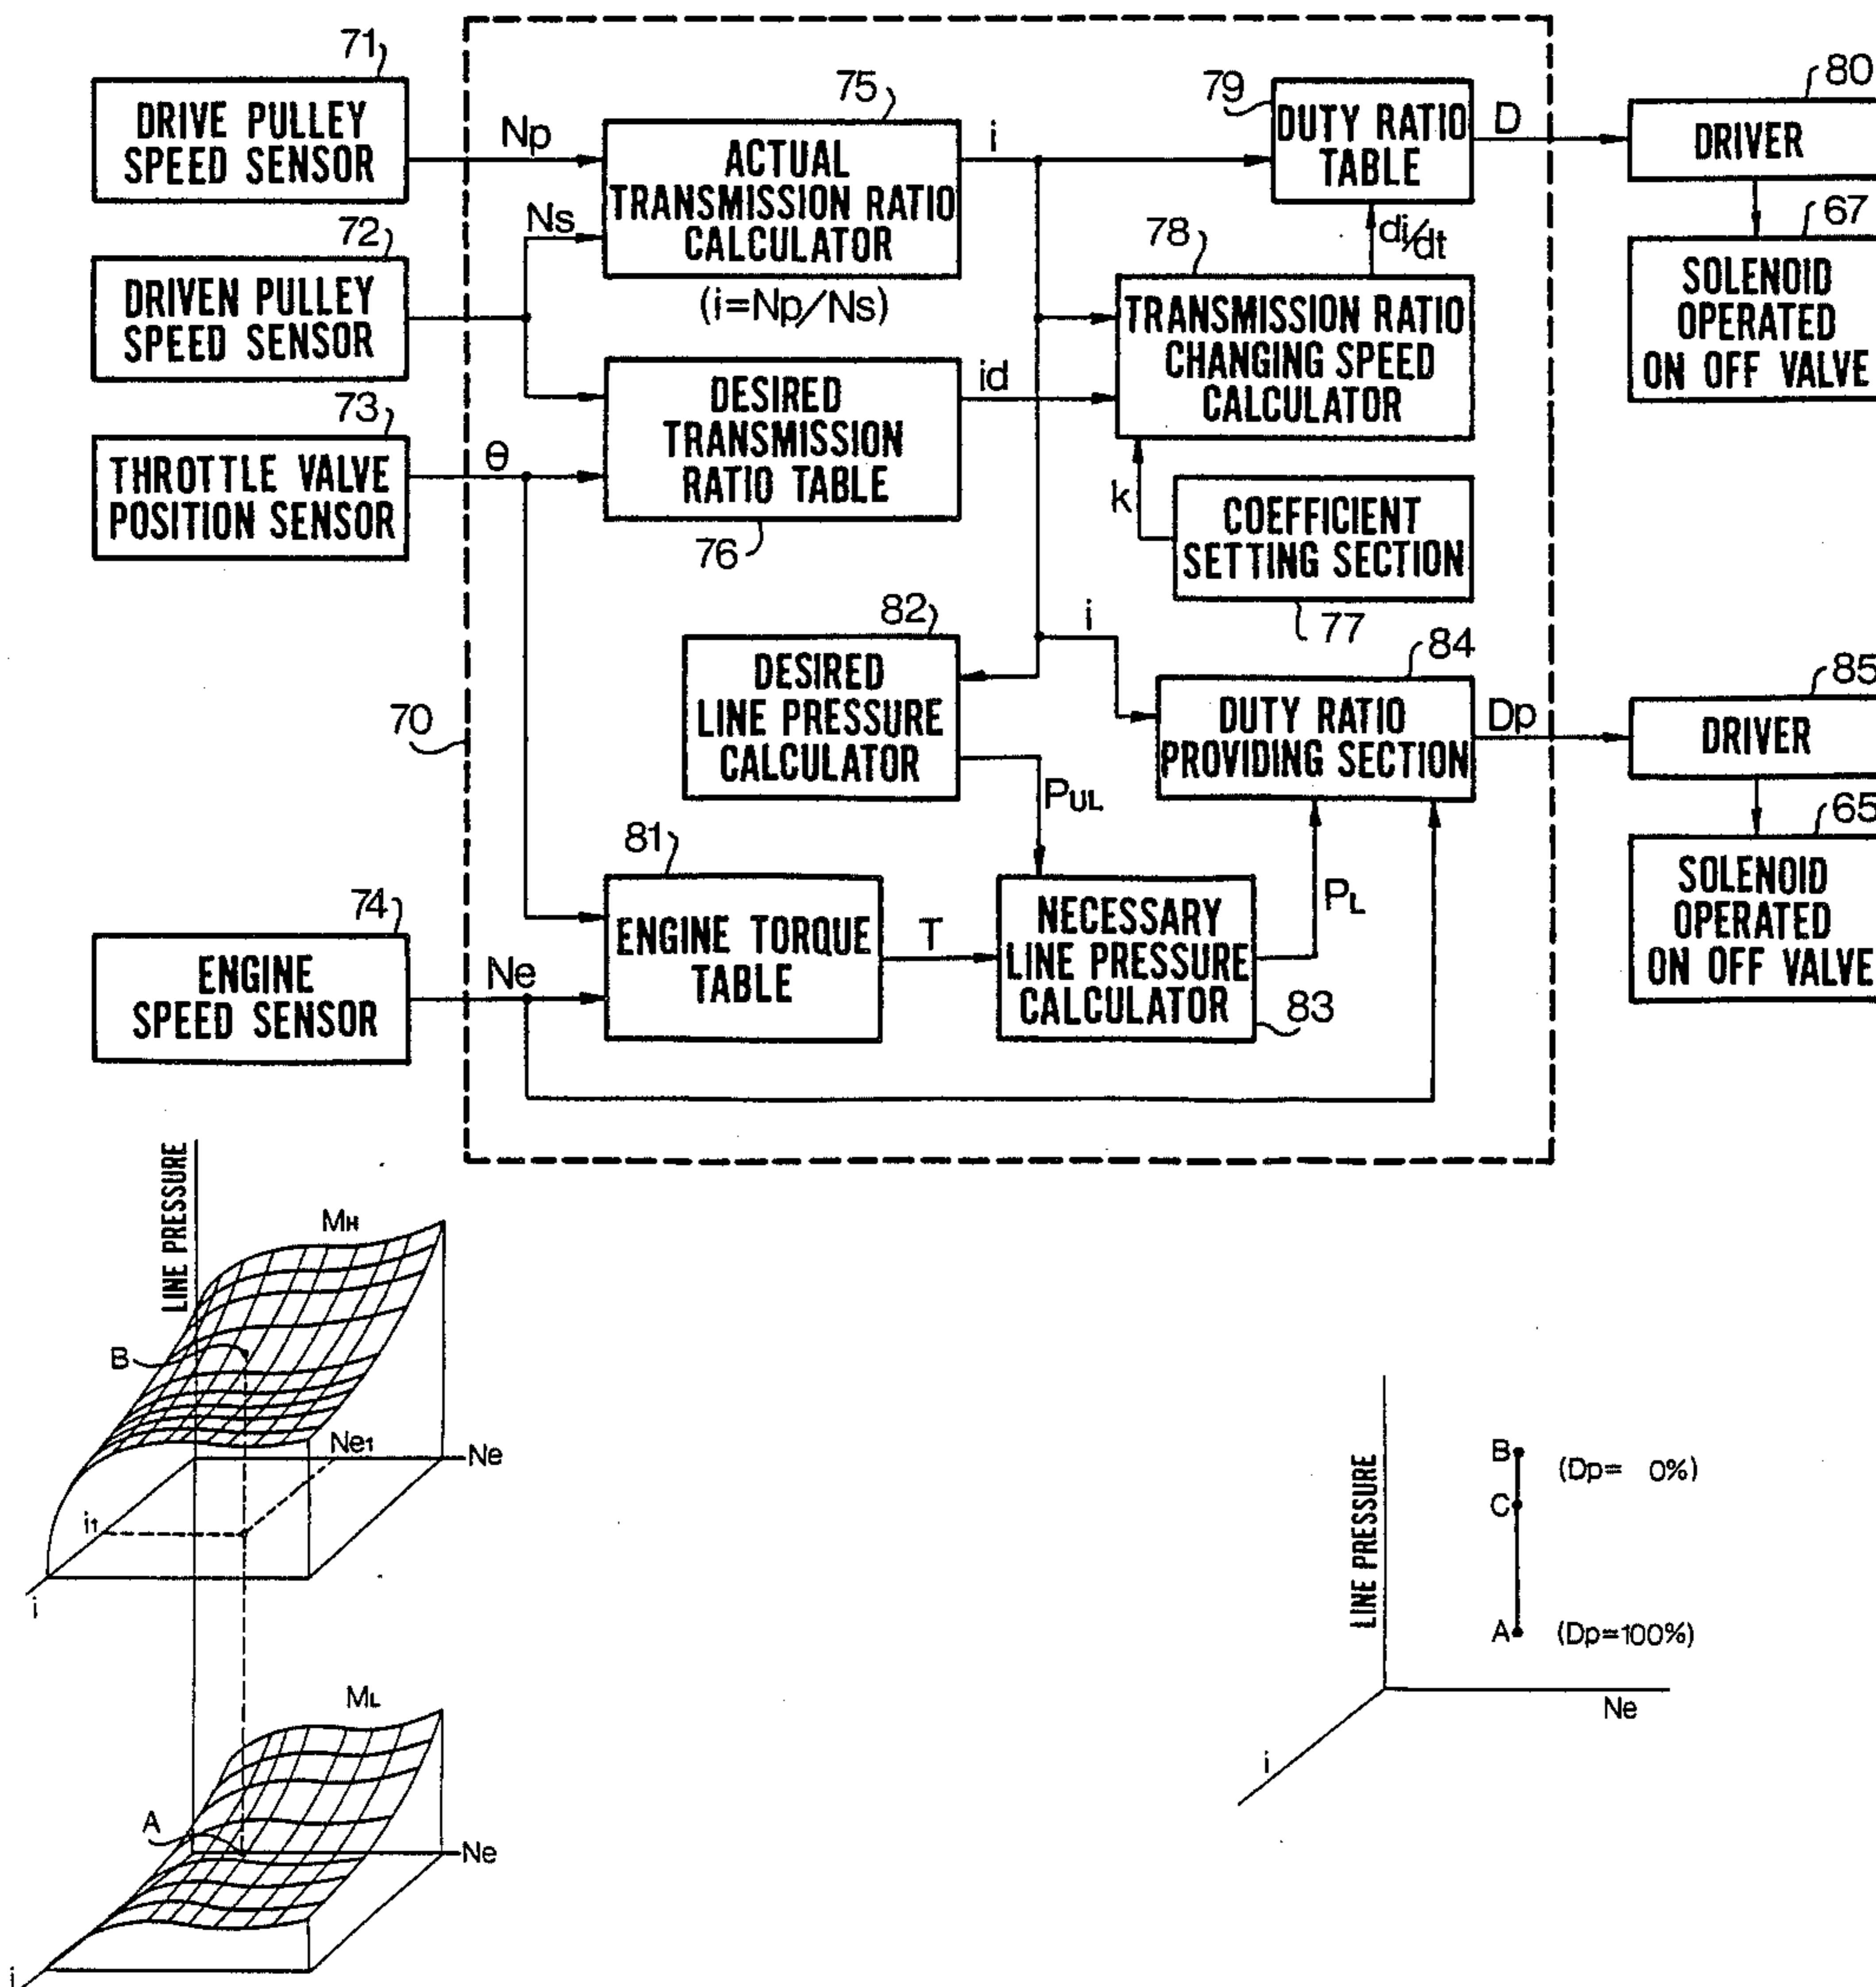 71
DRIVE PULLEY
SPEED SENSOR
Np
75
ACTUAL
TRANSMISSION RATIO
CALCULATOR
(i=Np/Ns)
i
79
DUTY RATIO
TABLE
D
80
DRIVER
72
DRIVEN PULLEY
SPEED SENSOR
Ns
78
di/dt
TRANSMISSION RATIO
CHANGING SPEED
CALCULATOR
67
SOLENOID
OPERATED
ON OFF VALVE
73
THROTTLE VALVE
POSITION SENSOR
θ
DESIRED
TRANSMISSION
RATIO TABLE
76
id
k
COEFFICIENT
SETTING SECTION
77
70
82
DESIRED
LINE PRESSURE
CALCULATOR
PUL
i
84
DUTY RATIO
PROVIDING SECTION
Dp
85
DRIVER
65
SOLENOID
OPERATED
ON OFF VALVE
74
ENGINE
SPEED SENSOR
Ne
81
ENGINE TORQUE
TABLE
T
NECESSARY
LINE PRESSURE
CALCULATOR
83
PL
LINE PRESSURE
MH
B
Ne1
Ne
i1
i
ML
A
Ne
i
LINE PRESSURE
B
(Dp= 0%)
C
A
(Dp=100%)
Ne
i